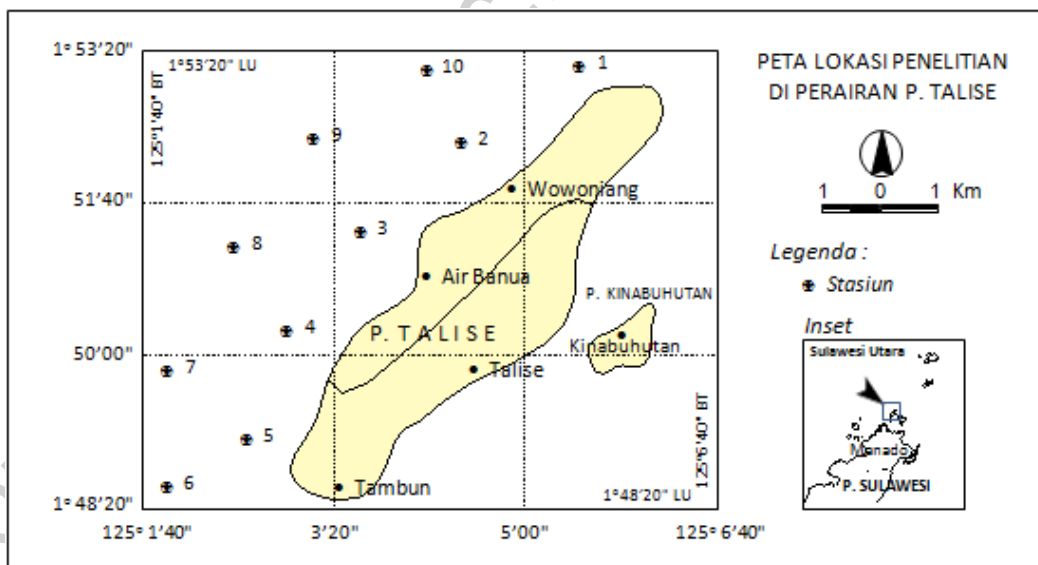 1° 53'20"
1°53'20" LU
125°1'40" BT
10
1
9
2
Wowoniang
51'40"
3
8
Air Banua
P. KINABUHUTAN
4
P. T A L I S E
Kinabuhutan
50'00"
7
Talise
5
6
Tambun
125°6'40" BT
1°48'20" LU
1° 48'20"
125° 1'40"
3'20"
5'00"
125° 6'40"
PETA LOKASI PENELITIAN
DI PERAIRAN P. TALISE
1 0 1 Km
Legenda :
Stasiun
Inset
Sulawesi Utara
Menado
P. SULAWESI